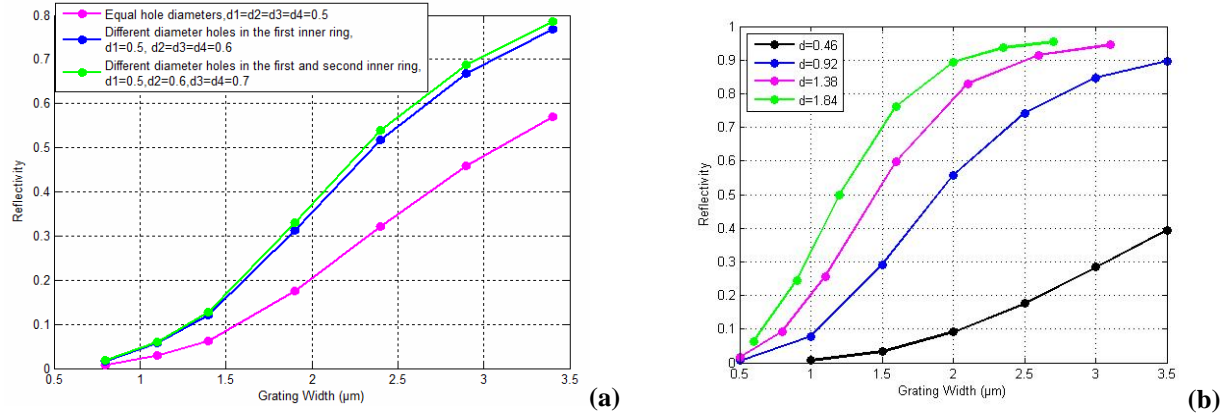 Equal hole diameters,d1=d2=d3=d4=0.5
Different diameter holes in the first inner ring,
d1=0.5, d2=d3=d4=0.6
Different diameter holes in the first and second inner ring,
d1=0.5,d2=0.6,d3=d4=0.7
0.8
0.7
0.6
0.5
0.4
0.3
0.2
0.1
0
Reflectivity
0.5
1
1.5
2
2.5
3
3.5
Grating Width (µm)
(a)
d=0.46
d=0.92
d=1.38
d=1.84
1
0.9
0.8
0.7
0.6
0.5
0.4
0.3
0.2
0.1
0
Reflectivity
0.5
1
1.5
2
2.5
3
3.5
Grating Width (µm)
(b)